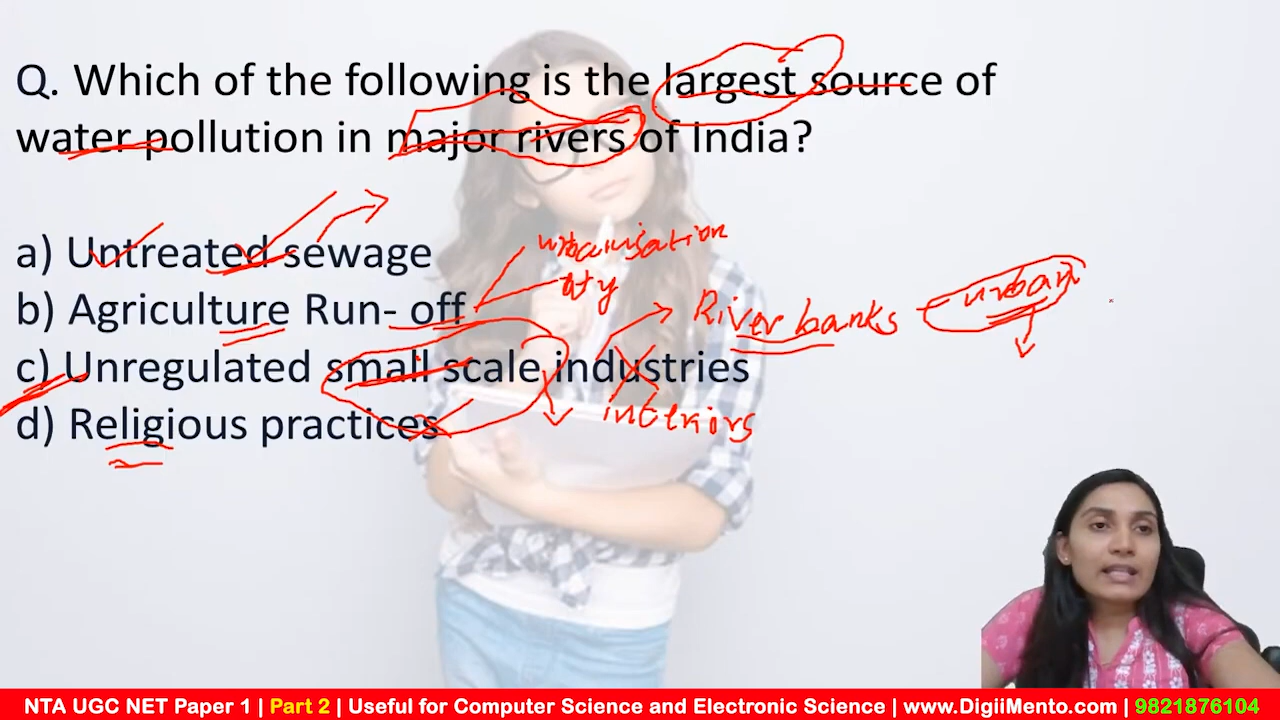 Q. Which of the following is the largest source of
water pollution in major rivers of India?
a) Untreated sewage
urbanisation
b) Agriculture Run- off
River banks - urban
c) Unregulated small scale industries
interiors
d) Religious practices
NTA UGC NET Paper 1 | Part 2 | Useful for Computer Science and Electronic Science | www.DigiiMento.com | 9821876104